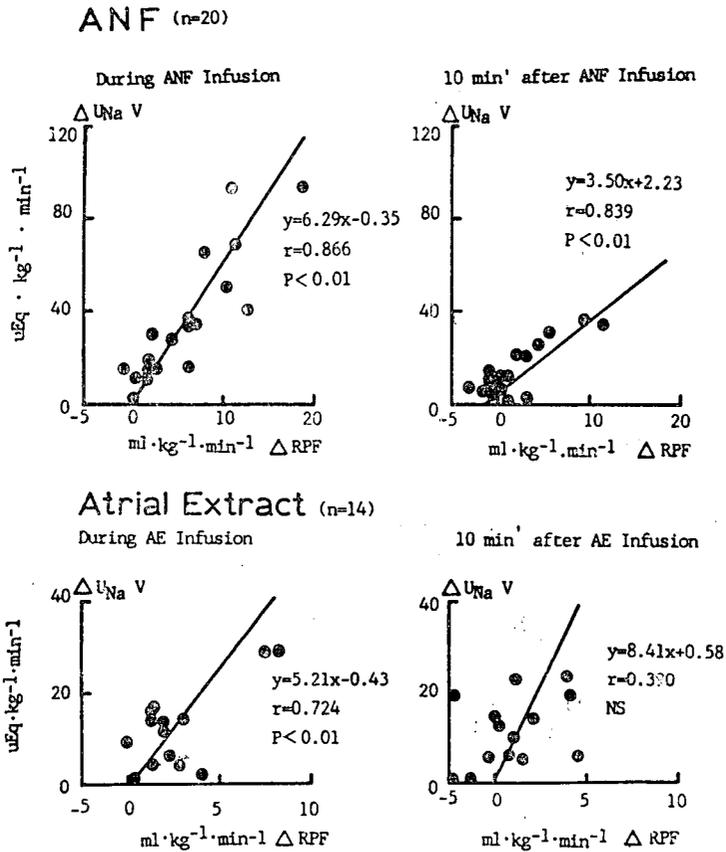 ANF (n=20)
During ANF Infusion
Δ UNa V
120
80
40
0
-5 0 10 20
ml·kg⁻¹·min⁻¹ Δ RPF
uEq · kg⁻¹ · min⁻¹
y=6.29x-0.35
r=0.866
P<0.01
10 min' after ANF Infusion
Δ UNa V
120
80
40
0
-5 0 10 20
ml·kg⁻¹.min⁻¹ Δ RPF
y=3.50x+2.23
r=0.839
P<0.01
Atrial Extract (n=14)
During AE Infusion
Δ UNa V
40
20
0
-5 0 5 10
ml·kg⁻¹·min⁻¹ Δ RPF
uEq·kg⁻¹·min⁻¹
y=5.21x-0.43
r=0.724
P<0.01
10 min' after AE Infusion
Δ UNa V
40
20
0
-5 0 5 10
ml·kg⁻¹·min⁻¹ Δ RPF
y=8.41x+0.58
NS